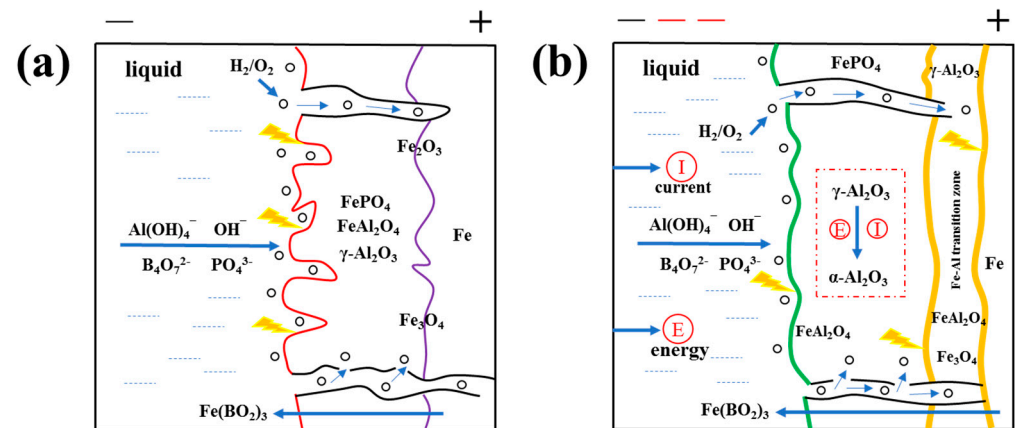 (a)
— +
liquid
H₂/O₂
Fe₂O₃
FePO₄
FeAl₂O₄
γ-Al₂O₃
Fe
Al(OH)₄⁻ OH⁻
B₄O₇²⁻ PO₄³⁻
Fe₃O₄
Fe(BO₂)₃
(b)
— — — +
liquid
FePO₄
γ-Al₂O₃
H₂/O₂
I
current
γ-Al₂O₃
E I
α-Al₂O₃
Al(OH)₄⁻ OH⁻
B₄O₇²⁻ PO₄³⁻
Fe-Al transition zone
Fe
E
energy
FeAl₂O₄
FeAl₂O₄
Fe₃O₄
Fe(BO₂)₃